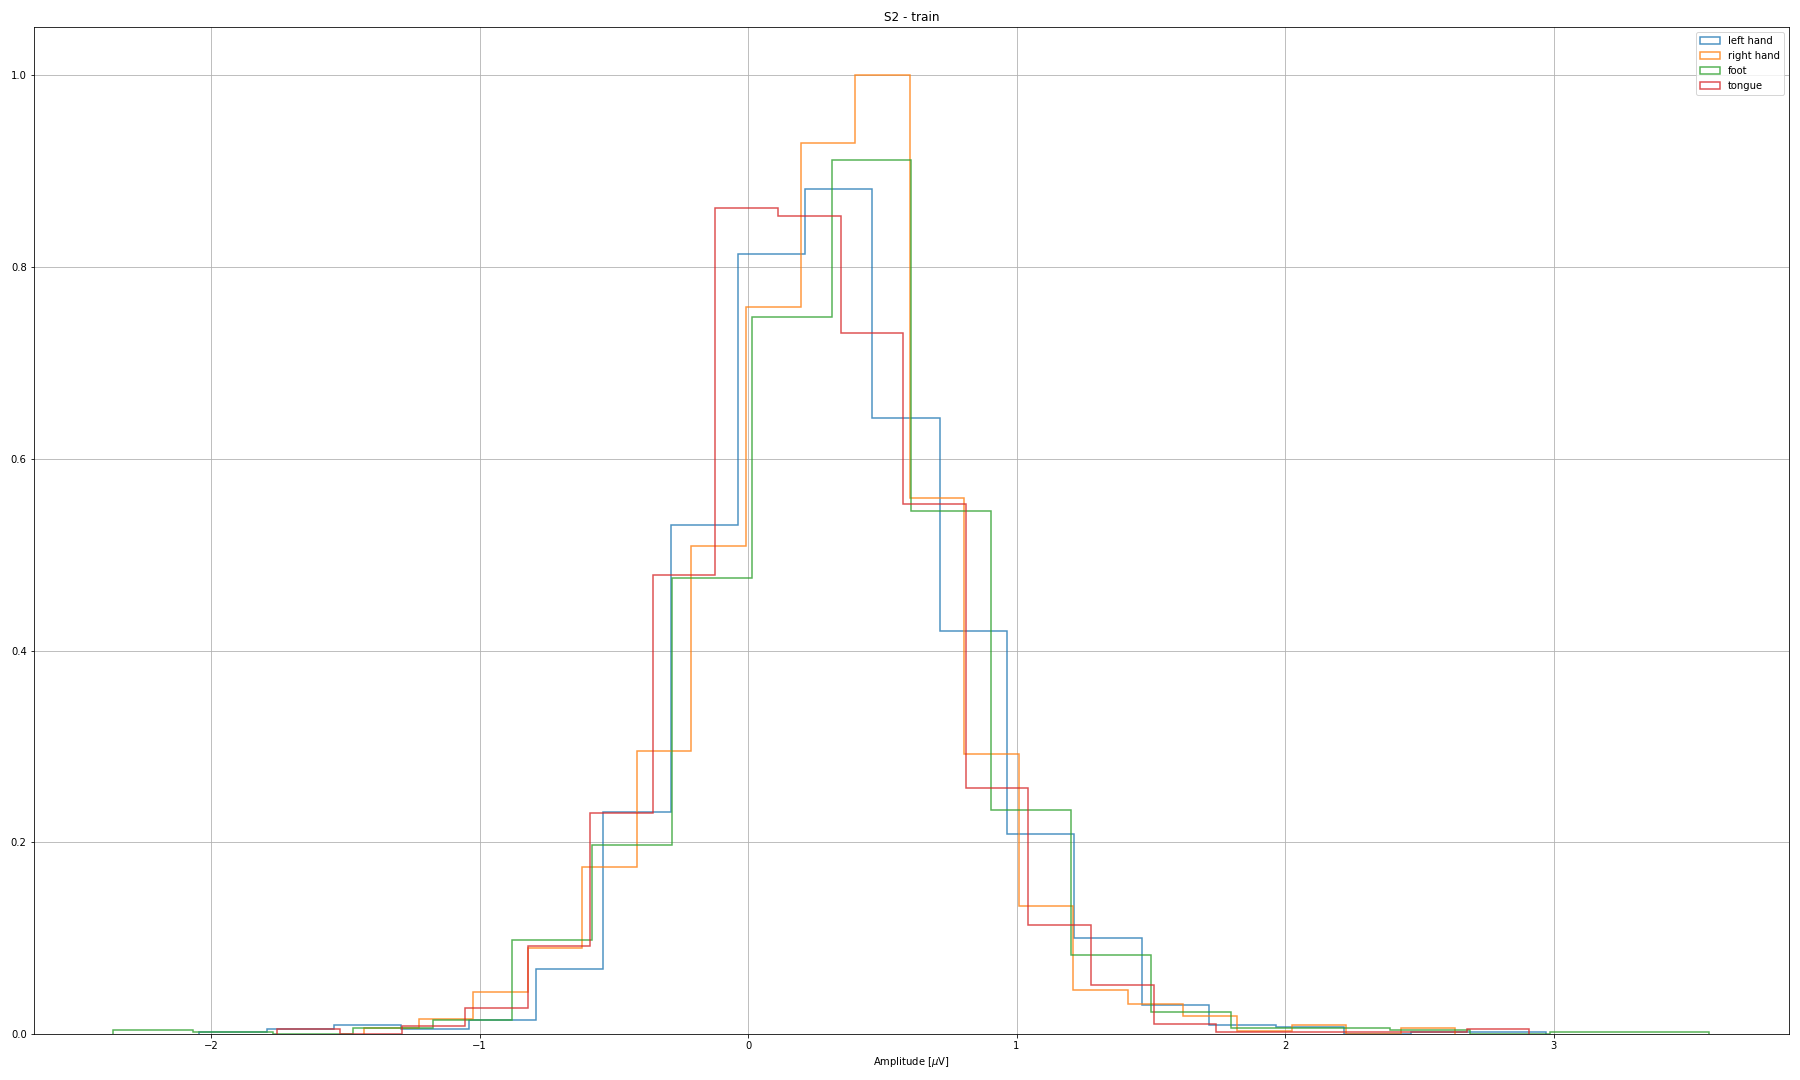 S2 - train
left hand
right hand
foot
tongue
1.0
0.8
0.6
0.4
0.2
0.0
−2 −1 0 1 2 3
Amplitude [μV]